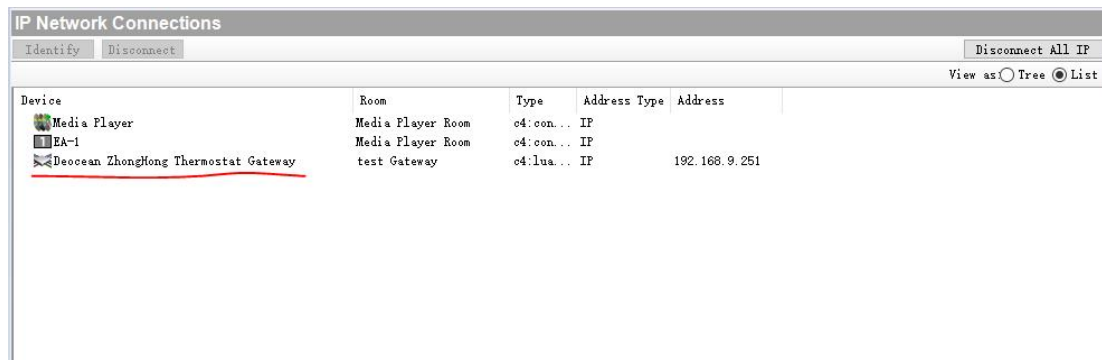 IP Network Connections
Identify Disconnect Disconnect All IP
View as: Tree List
Device Room Type Address Type Address
Media Player Media Player Room c4:con... IP
1 EA-1 Media Player Room c4:con... IP
Deocean ZhongHong Thermostat Gateway test Gateway c4:lua... IP 192.168.9.251